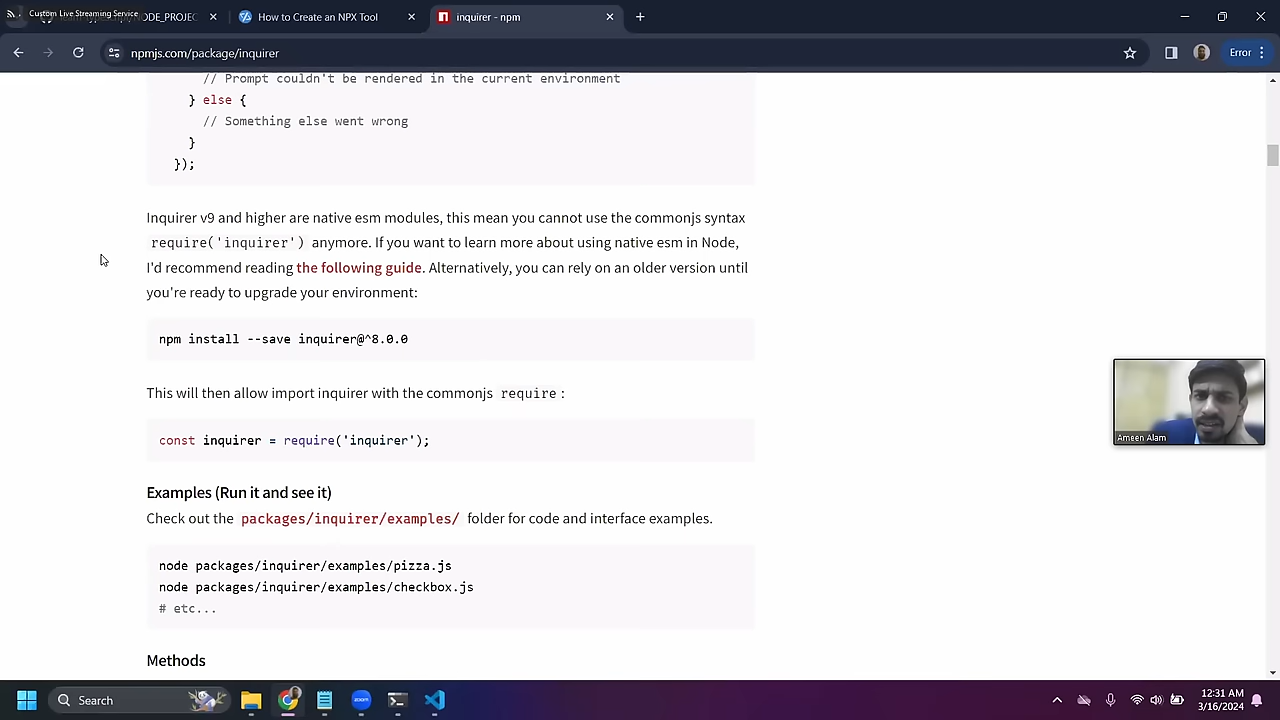 Custom Live Streaming Service
/NODE_PROJEC
How to Create an NPX Tool
inquirer - npm
npmjs.com/package/inquirer
Error
// Prompt couldn't be rendered in the current environment
} else {
// Something else went wrong
}
});
Inquirer v9 and higher are native esm modules, this mean you cannot use the commonjs syntax
require('inquirer') anymore. If you want to learn more about using native esm in Node,
I'd recommend reading the following guide. Alternatively, you can rely on an older version until
you're ready to upgrade your environment:
npm install --save inquirer@^8.0.0
This will then allow import inquirer with the commonjs require :
const inquirer = require('inquirer');
Examples (Run it and see it)
Check out the packages/inquirer/examples/ folder for code and interface examples.
node packages/inquirer/examples/pizza.js
node packages/inquirer/examples/checkbox.js
# etc...
Methods
Ameen Alam
Search
zoom
12:31 AM
3/16/2024